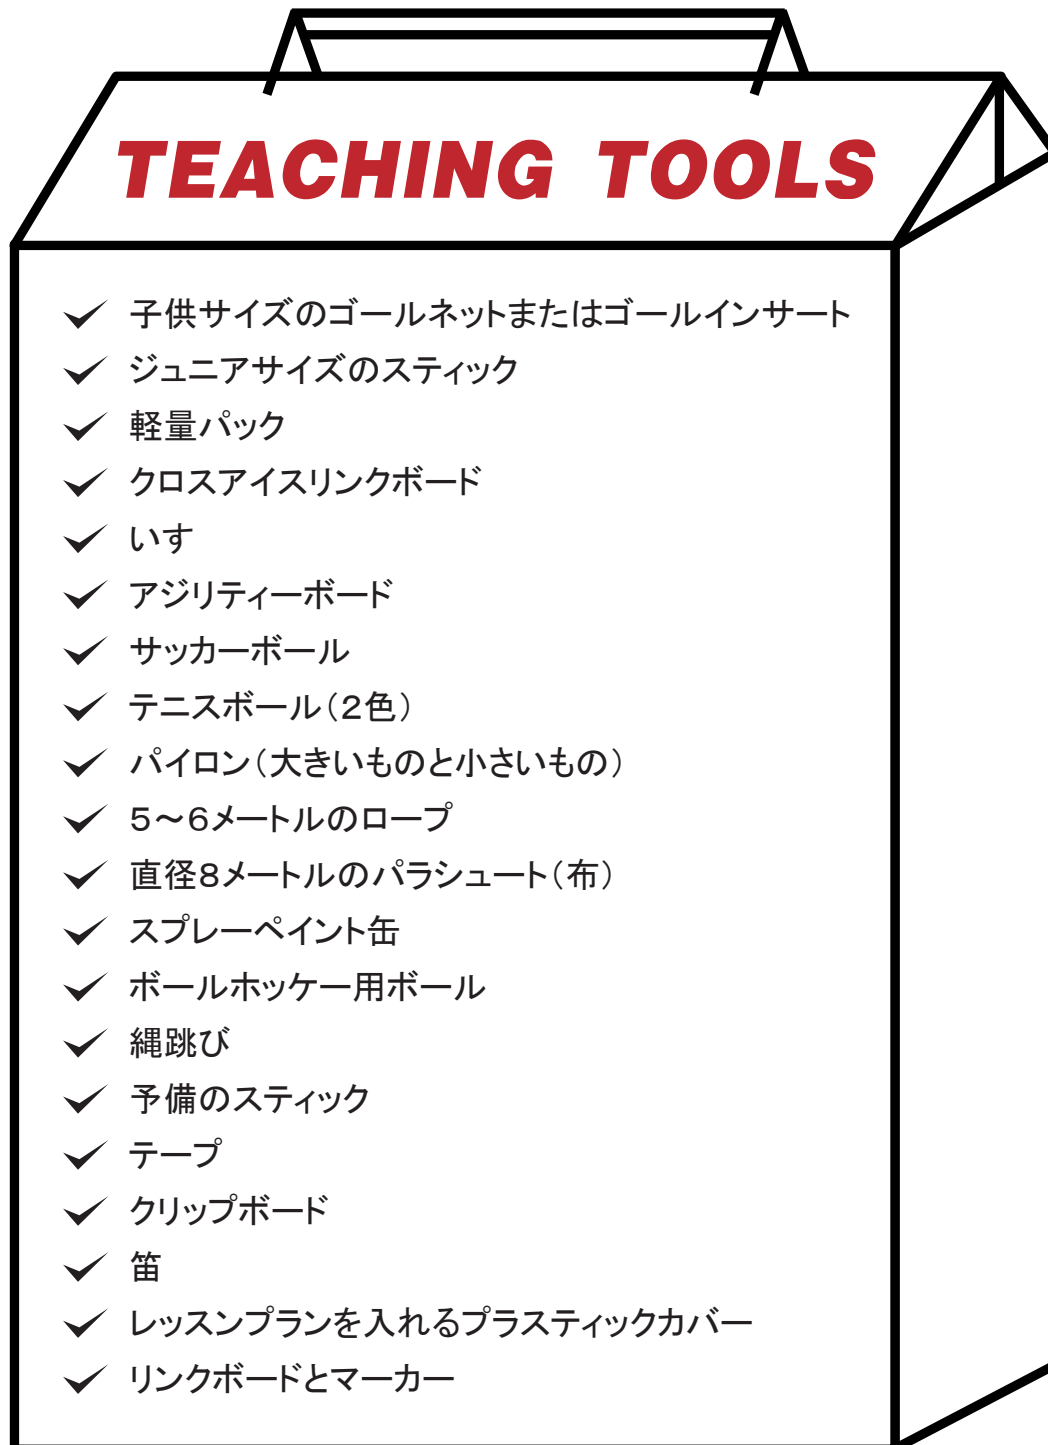 TEACHING TOOLS
子供サイズのゴールネットまたはゴールインサート
ジュニアサイズのスティック
軽量パック
クロスアイスリンクボード
いす
アジリティーボード
サッカーボール
テニスボール（２色）
パイロン（大きいものと小さいもの）
５〜６メートルのロープ
直径８メートルのパラシュート（布）
スプレーペイント缶
ボールホッケー用ボール
縄跳び
予備のスティック
テープ
クリップボード
笛
レッスンプランを入れるプラスティックカバー
リンクボードとマーカー